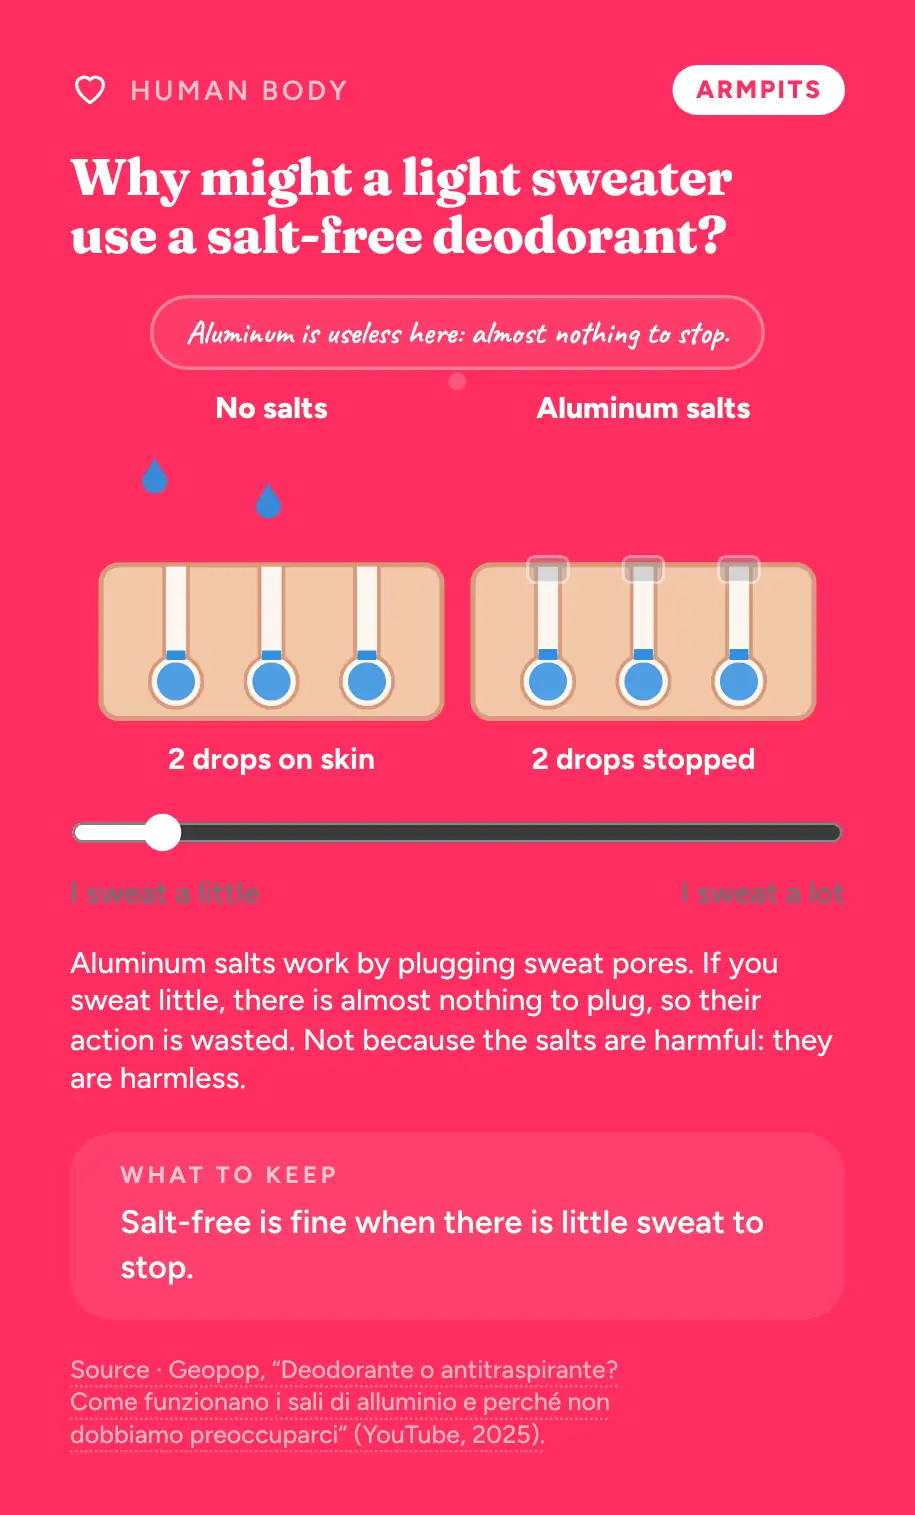 HUMAN BODY
ARMPITS
Why might a light sweater
use a salt-free deodorant?
Aluminum is useless here: almost nothing to stop.
No salts
Aluminum salts
2 drops on skin
2 drops stopped
I sweat a little
I sweat a lot
Aluminum salts work by plugging sweat pores. If you
sweat little, there is almost nothing to plug, so their
action is wasted. Not because the salts are harmful: they
are harmless.
WHAT TO KEEP
Salt-free is fine when there is little sweat to
stop.
Source · Geopop, “Deodorante o antitraspirante?
Come funzionano i sali di alluminio e perché non
dobbiamo preoccuparci” (YouTube, 2025).